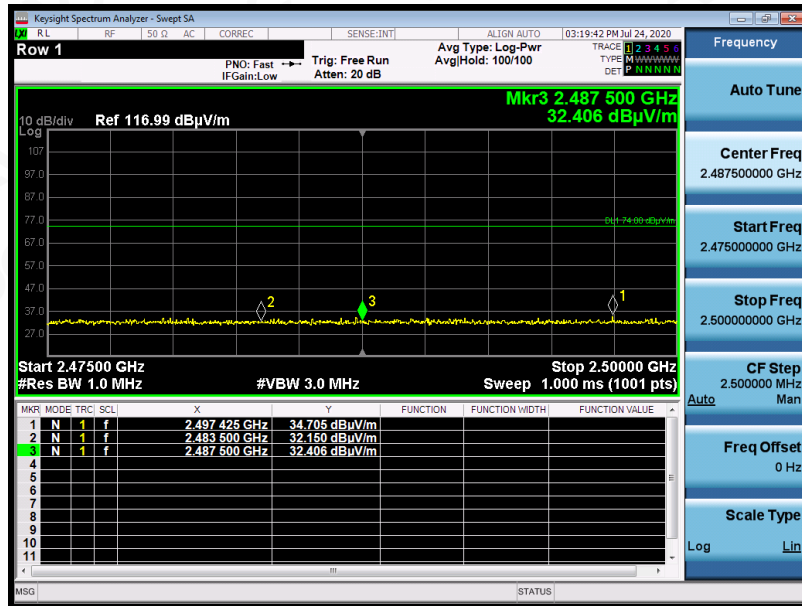 Keysight Spectrum Analyzer - Swept SA
LXI RL RF 50 Ω AC CORREC SENSE:INT ALIGN AUTO 03:19:42 PM Jul 24, 2020
Row 1
PNO: Fast
IFGain:Low
Trig: Free Run
Atten: 20 dB
Avg Type: Log-Pwr
Avg|Hold: 100/100
TRACE 1 2 3 4 5 6
TYPE M W W W W W
DET P N N N N N
Mkr3 2.487 500 GHz
32.406 dBµV/m
10 dB/div Ref 116.99 dBµV/m
Log
107
97.0
87.0
77.0
DL1 74.00 dBµV/m
67.0
57.0
47.0
37.0
27.0
2 3 1
Start 2.47500 GHz Stop 2.50000 GHz
#Res BW 1.0 MHz #VBW 3.0 MHz Sweep 1.000 ms (1001 pts)
MKR MODE TRC SCL X Y FUNCTION FUNCTION WIDTH FUNCTION VALUE
1 N 1 f 2.497 425 GHz 34.705 dBµV/m
2 N 1 f 2.483 500 GHz 32.150 dBµV/m
3 N 1 f 2.487 500 GHz 32.406 dBµV/m
4
5
6
7
8
9
10
11
MSG STATUS
Frequency
Auto Tune
Center Freq
2.487500000 GHz
Start Freq
2.475000000 GHz
Stop Freq
2.500000000 GHz
CF Step
2.500000 MHz
Auto Man
Freq Offset
0 Hz
Scale Type
Log Lin